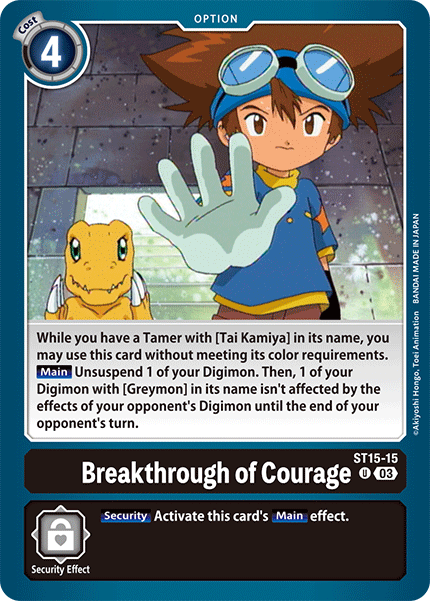 OPTION
Cost
4
While you have a Tamer with [Tai Kamiya] in its name, you
may use this card without meeting its color requirements.
Main Unsuspend 1 of your Digimon. Then, 1 of your
Digimon with [Greymon] in its name isn't affected by the
effects of your opponent's Digimon until the end of your
opponent's turn.
©Akiyoshi Hongo, Toei Animation BANDAI MADE IN JAPAN
ST15-15
Breakthrough of Courage U 03
Security Activate this card's Main effect.
Security Effect